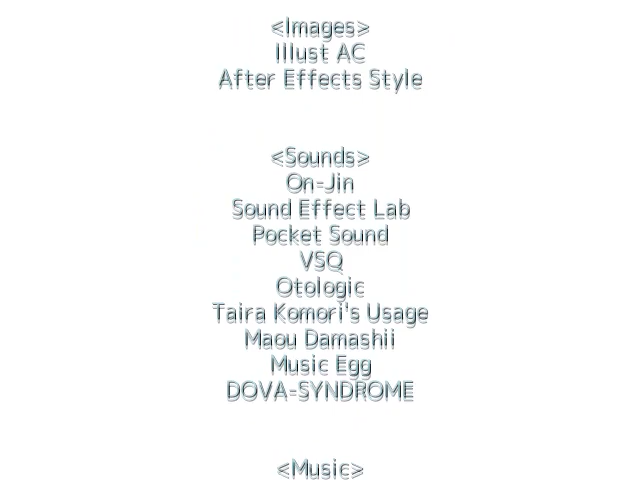 <Images>
Illust AC
After Effects Style
<Sounds>
On-Jin
Sound Effect Lab
Pocket Sound
VSQ
Otologic
Taira Komori's Usage
Maou Damashii
Music Egg
DOVA-SYNDROME
<Music>